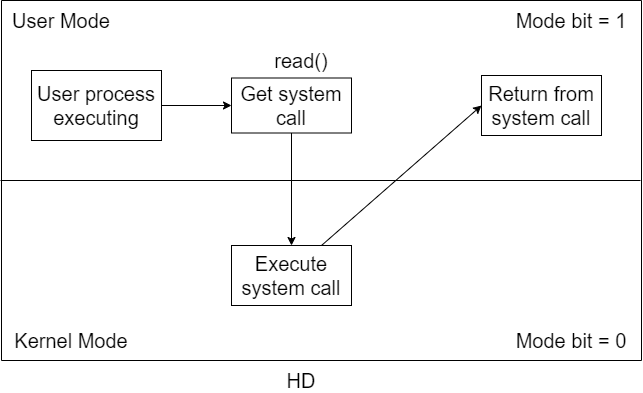 User Mode
Mode bit = 1
read()
User process
executing
Get system
call
Return from
system call
Execute
system call
Kernel Mode
Mode bit = 0
HD